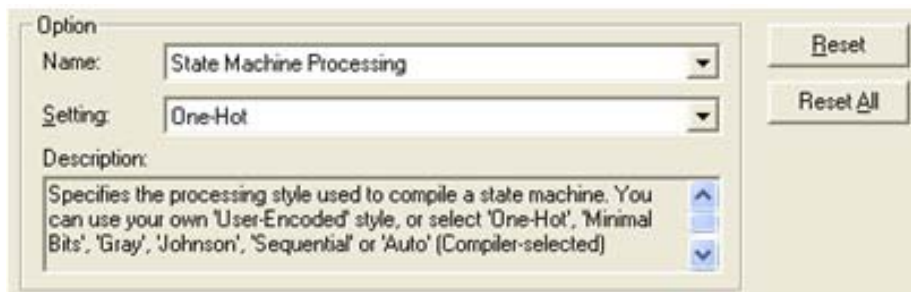 Option
Name: State Machine Processing
Reset
Setting: One-Hot
Reset All
Description:
Specifies the processing style used to compile a state machine. You
can use your own 'User-Encoded' style, or select 'One-Hot', 'Minimal
Bits', 'Gray', 'Johnson', 'Sequential' or 'Auto' (Compiler-selected)